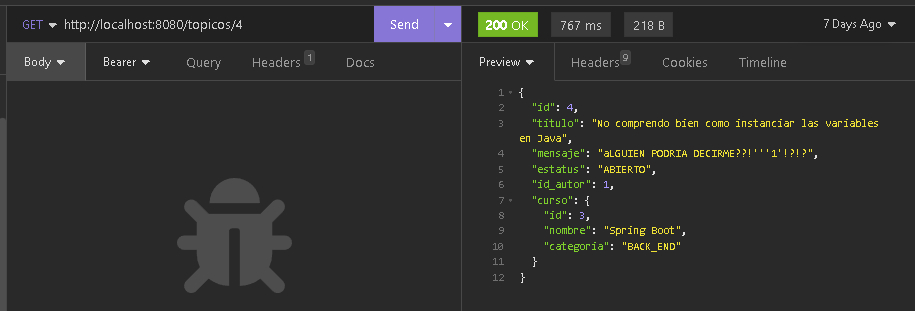 GET http://localhost:8080/topicos/4 Send 200 OK 767 ms 218 B 7 Days Ago
Body Bearer Query Headers 1 Docs Preview Headers 9 Cookies Timeline
1 {
2 "id": 4,
3 "titulo": "No comprendo bien como instanciar las variables
en Java",
4 "mensaje": "aLGUIEN PODRIA DECIRME??!'''1'!?!?",
5 "estatus": "ABIERTO",
6 "id_autor": 1,
7 "curso": {
8 "id": 3,
9 "nombre": "Spring Boot",
10 "categoria": "BACK_END"
11 }
12 }